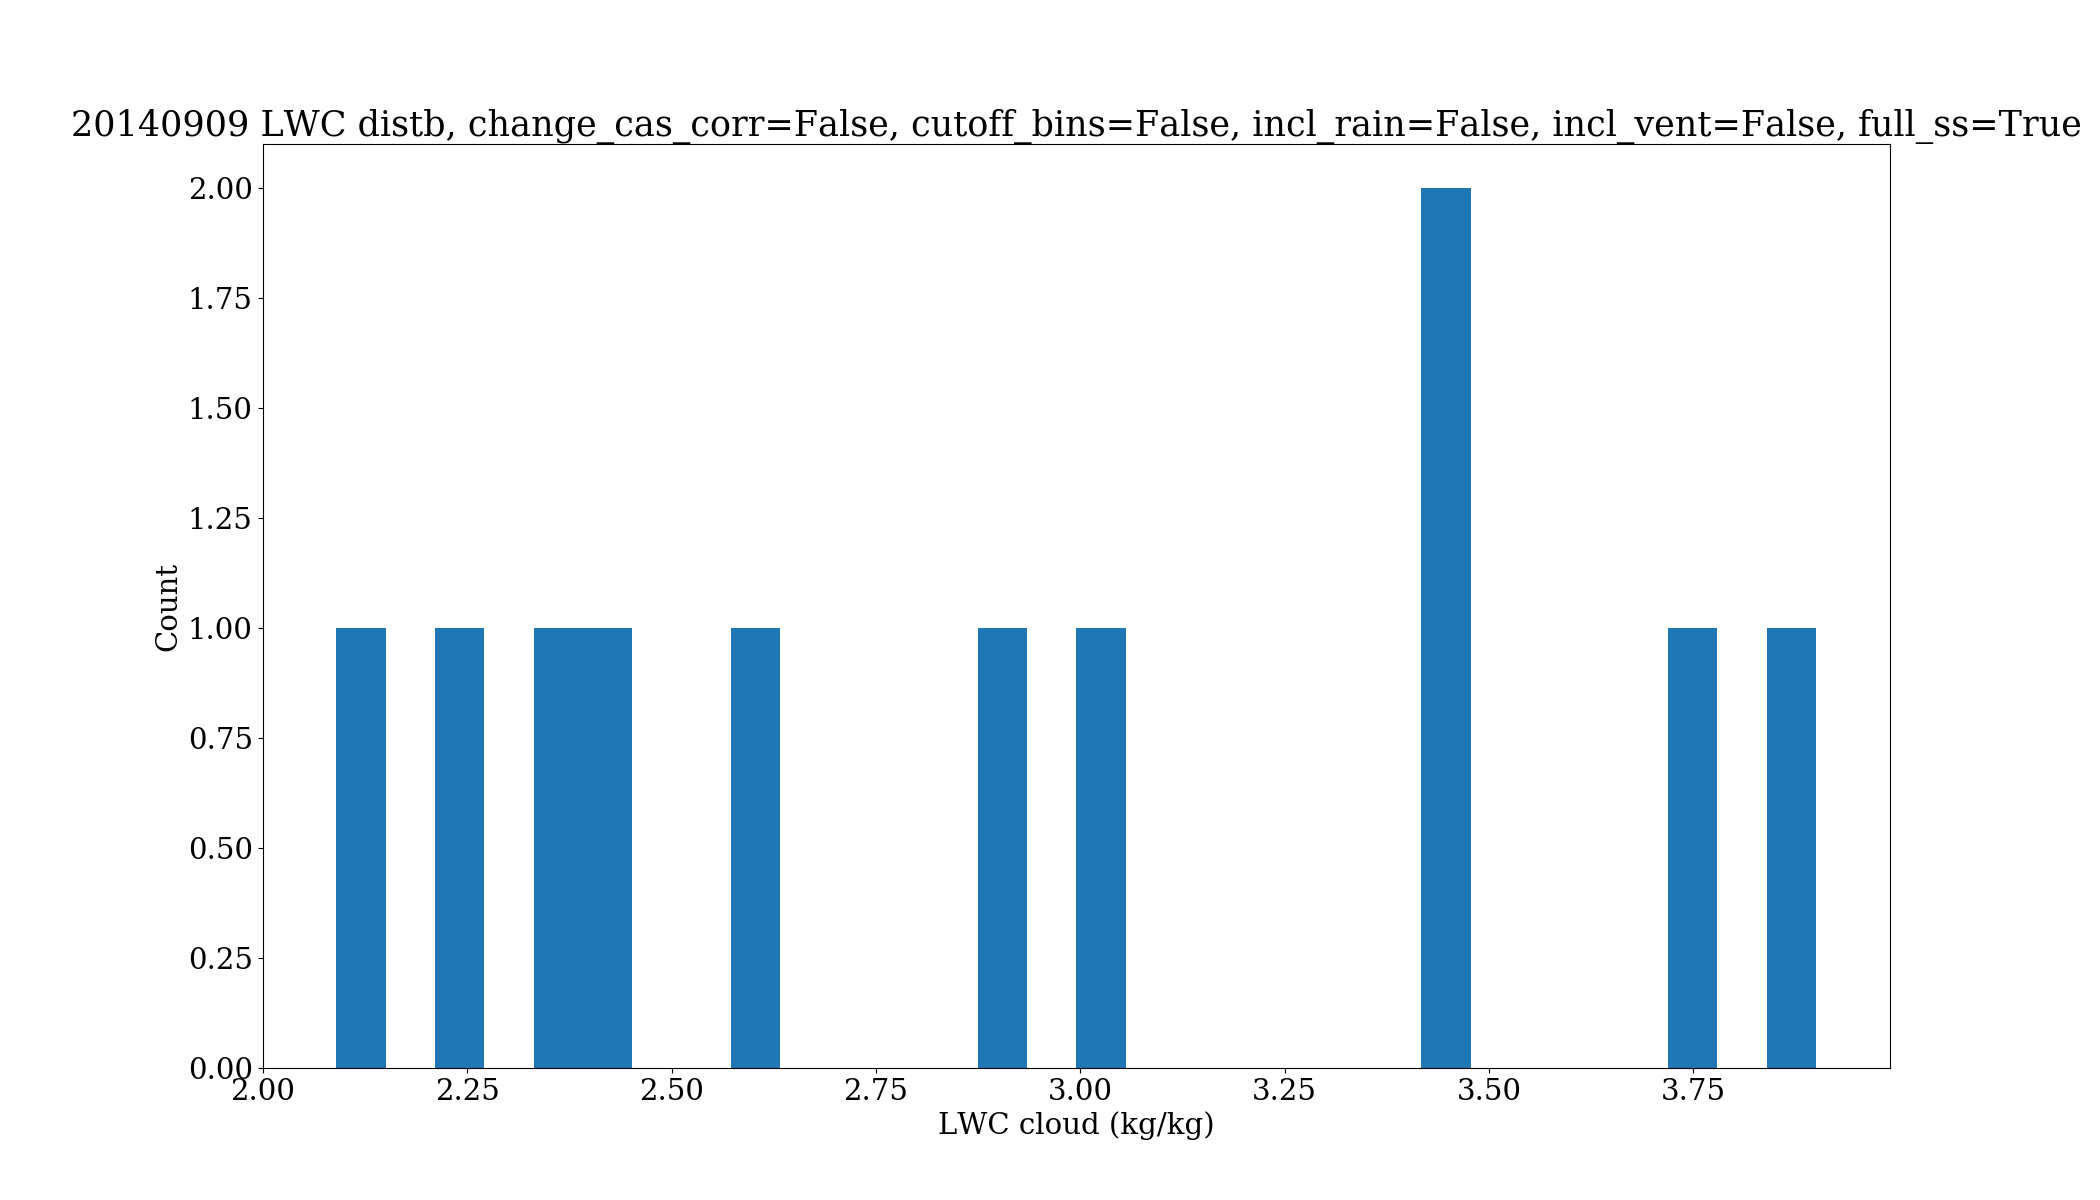 20140909 LWC distb, change_cas_corr=False, cutoff_bins=False, incl_rain=False, incl_vent=False, full_ss=True
2.00
1.75
1.50
1.25
1.00
0.75
0.50
0.25
0.00
Count
2.00 2.25 2.50 2.75 3.00 3.25 3.50 3.75
LWC cloud (kg/kg)